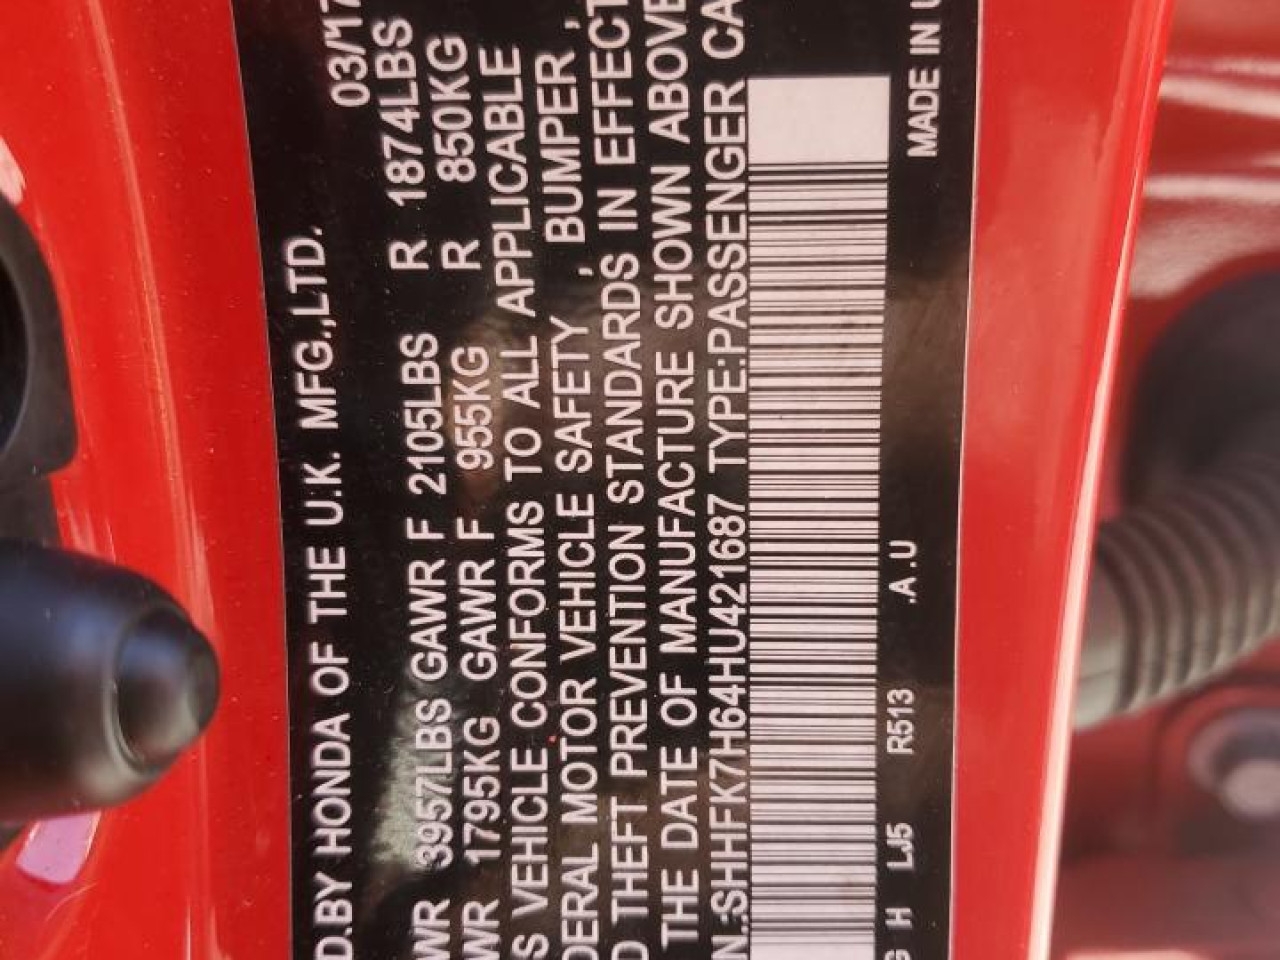 D.BY HONDA OF THE U.K. MFG.,LTD. 03/17
WR 3957LBS GAWR F 2105LBS R 1874LBS
WR 1795KG GAWR F 955KG R 850KG
S VEHICLE CONFORMS TO ALL APPLICABLE
DERAL MOTOR VEHICLE SAFETY , BUMPER ,
D THEFT PREVENTION STANDARDS IN EFFECT
THE DATE OF MANUFACTURE SHOWN ABOVE
N.:SHHFK7H64HU421687 TYPE:PASSENGER CA
G H LJ5 R513 .A.U MADE IN U